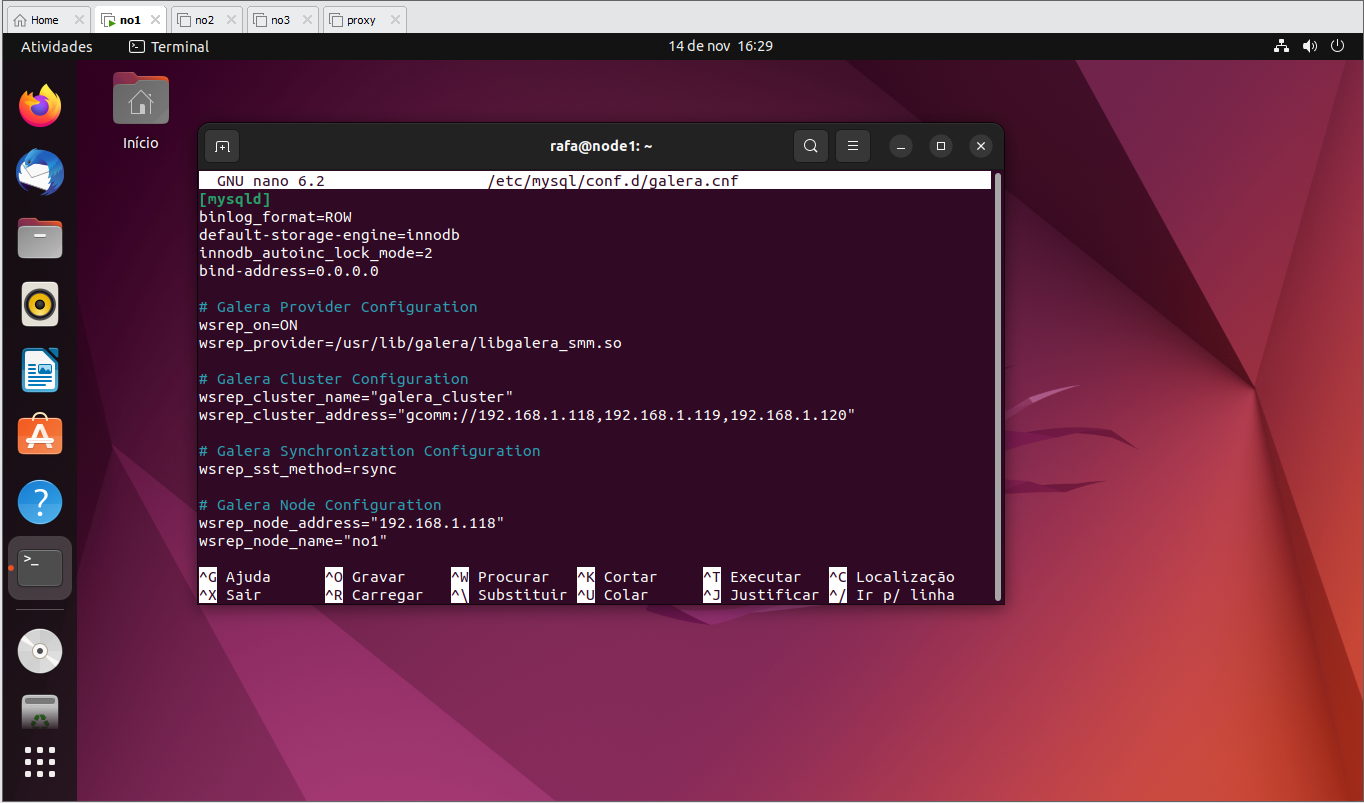 Home
no1
no2
no3
proxy
Atividades
Terminal
14 de nov 16:29
Início
rafa@node1: ~
GNU nano 6.2 /etc/mysql/conf.d/galera.cnf
[mysqld]
binlog_format=ROW
default-storage-engine=innodb
innodb_autoinc_lock_mode=2
bind-address=0.0.0.0
# Galera Provider Configuration
wsrep_on=ON
wsrep_provider=/usr/lib/galera/libgalera_smm.so
# Galera Cluster Configuration
wsrep_cluster_name="galera_cluster"
wsrep_cluster_address="gcomm://192.168.1.118,192.168.1.119,192.168.1.120"
# Galera Synchronization Configuration
wsrep_sst_method=rsync
# Galera Node Configuration
wsrep_node_address="192.168.1.118"
wsrep_node_name="no1"
^G Ajuda ^O Gravar ^W Procurar ^K Cortar ^T Executar ^C Localização
^X Sair ^R Carregar ^\ Substituir ^U Colar ^J Justificar ^/ Ir p/ linha